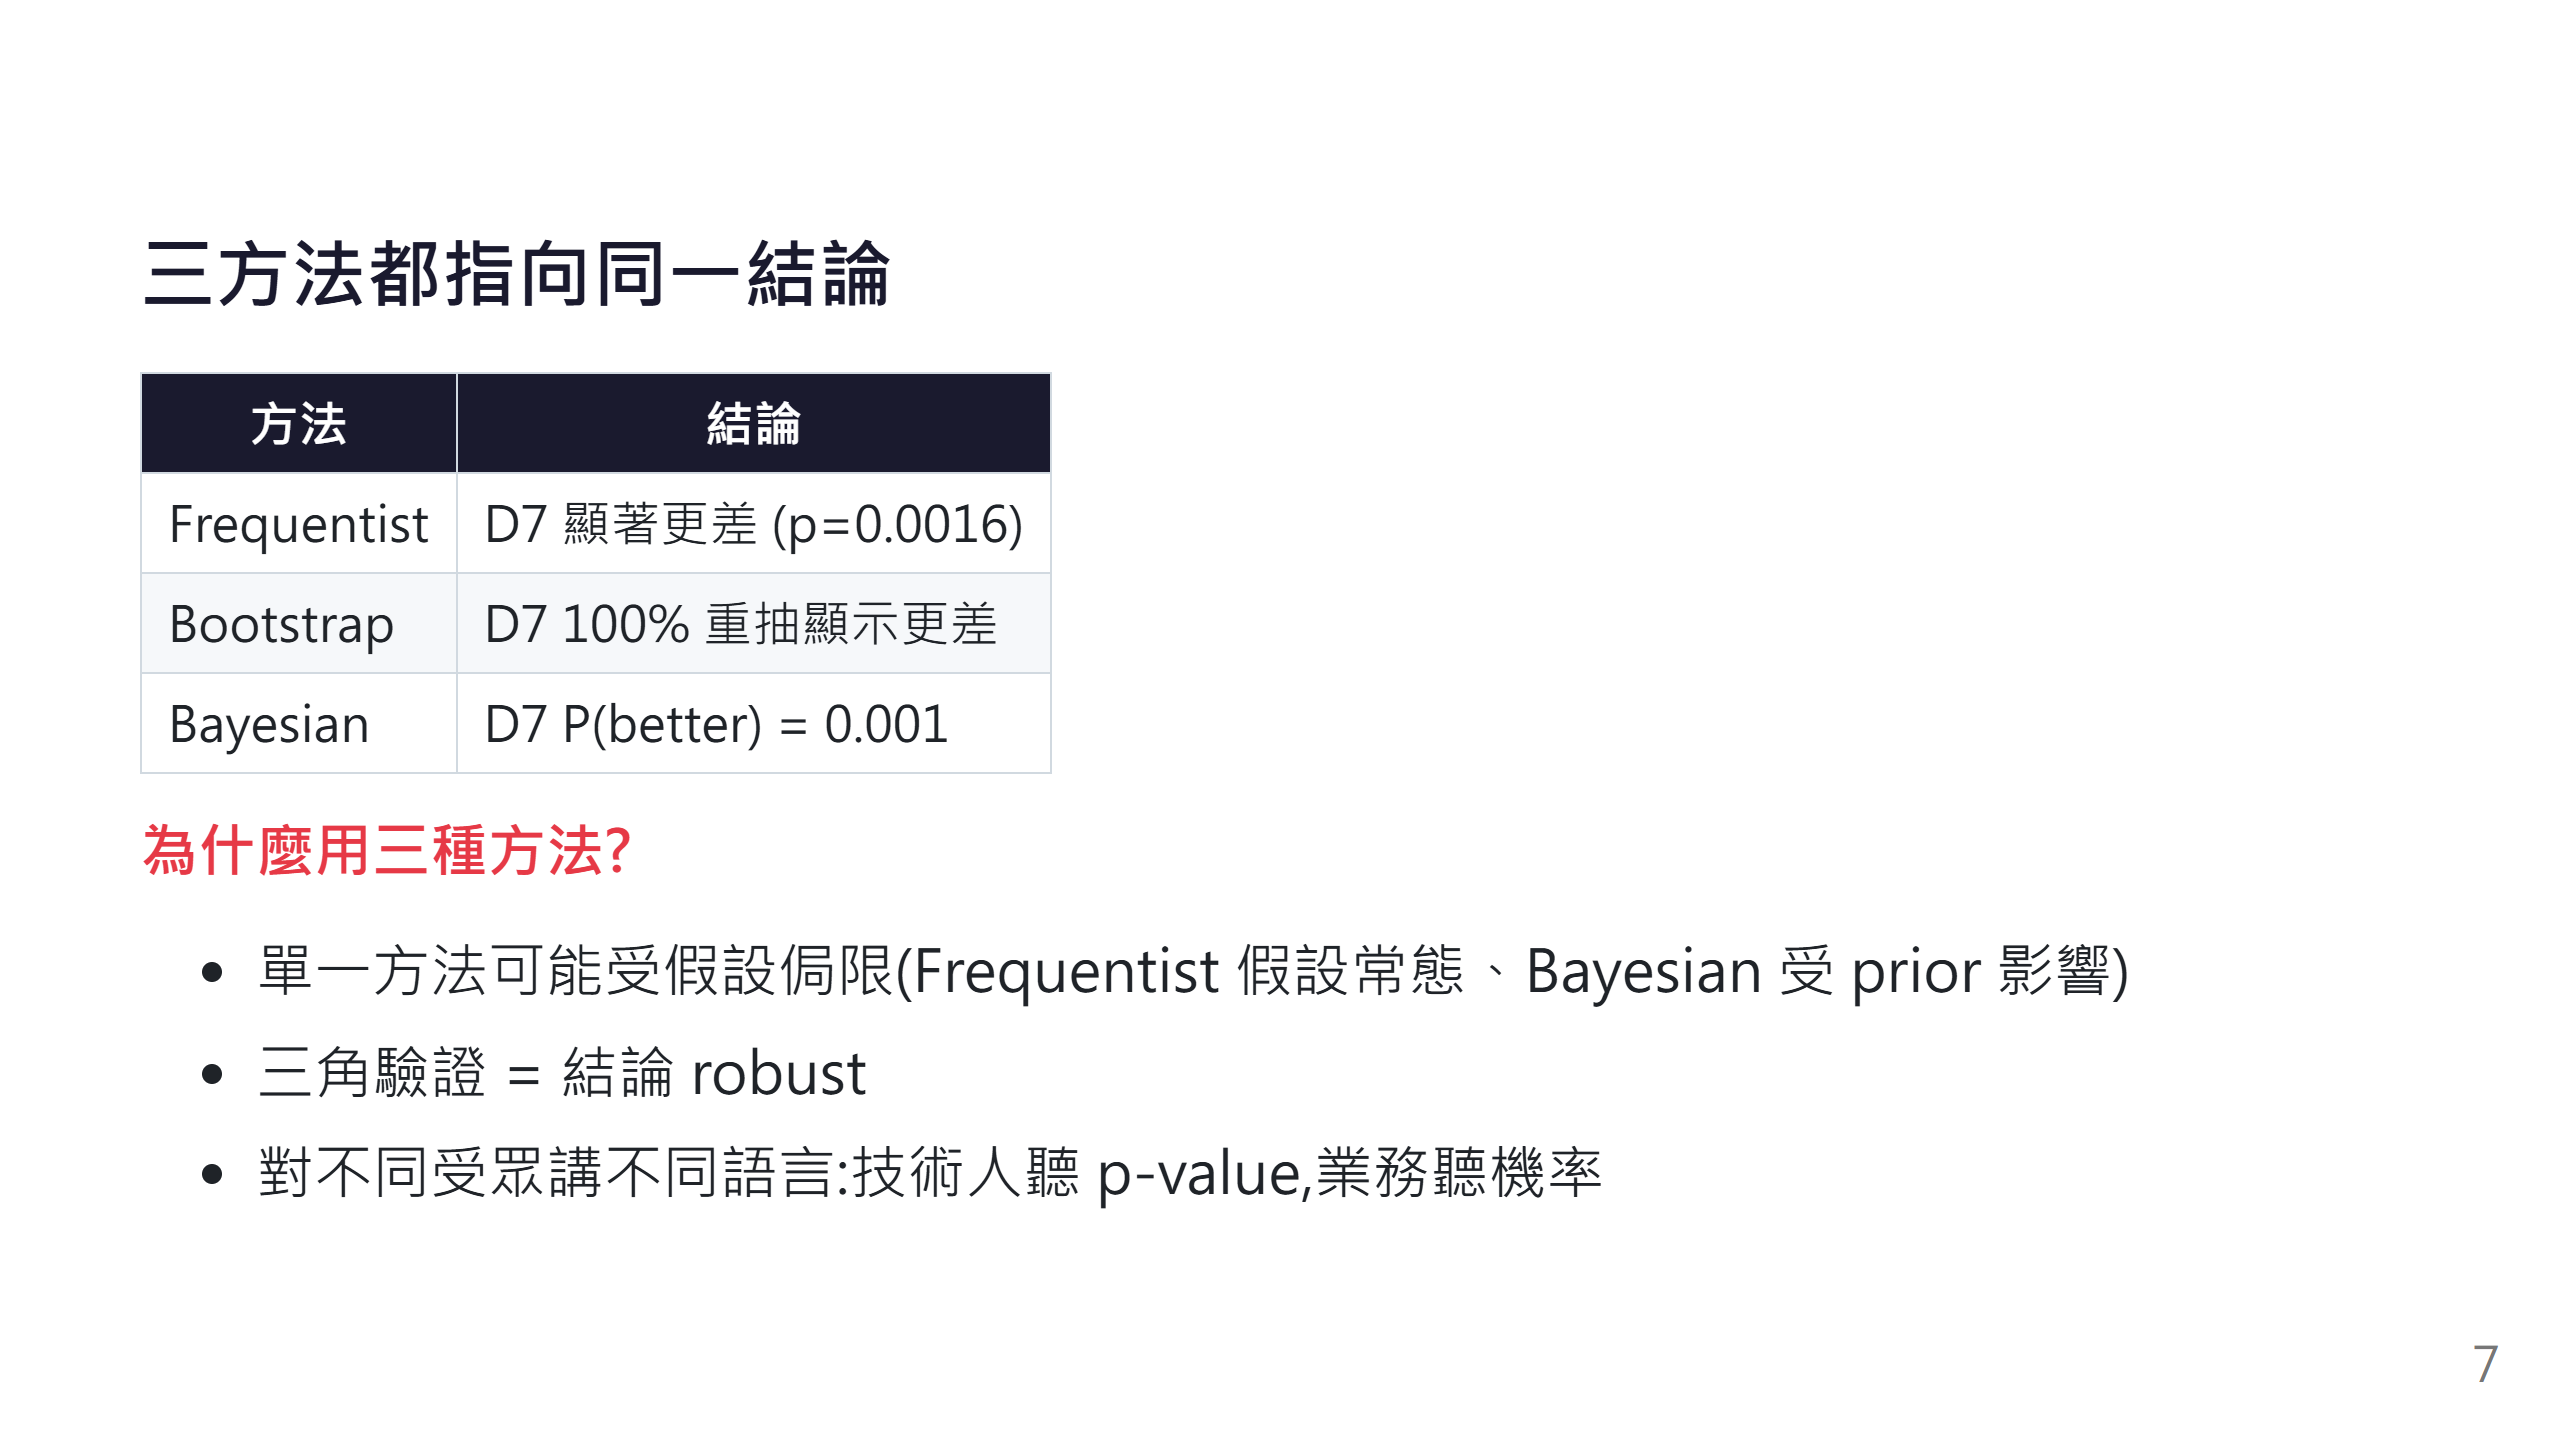 三方法都指向同一結論
方法 結論
Frequentist D7 顯著更差 (p=0.0016)
Bootstrap D7 100% 重抽顯示更差
Bayesian D7 P(better) = 0.001
為什麼用三種方法?
• 單一方法可能受假設侷限(Frequentist 假設常態、Bayesian 受 prior 影響)
• 三角驗證 = 結論 robust
• 對不同受眾講不同語言:技術人聽 p-value,業務聽機率
7